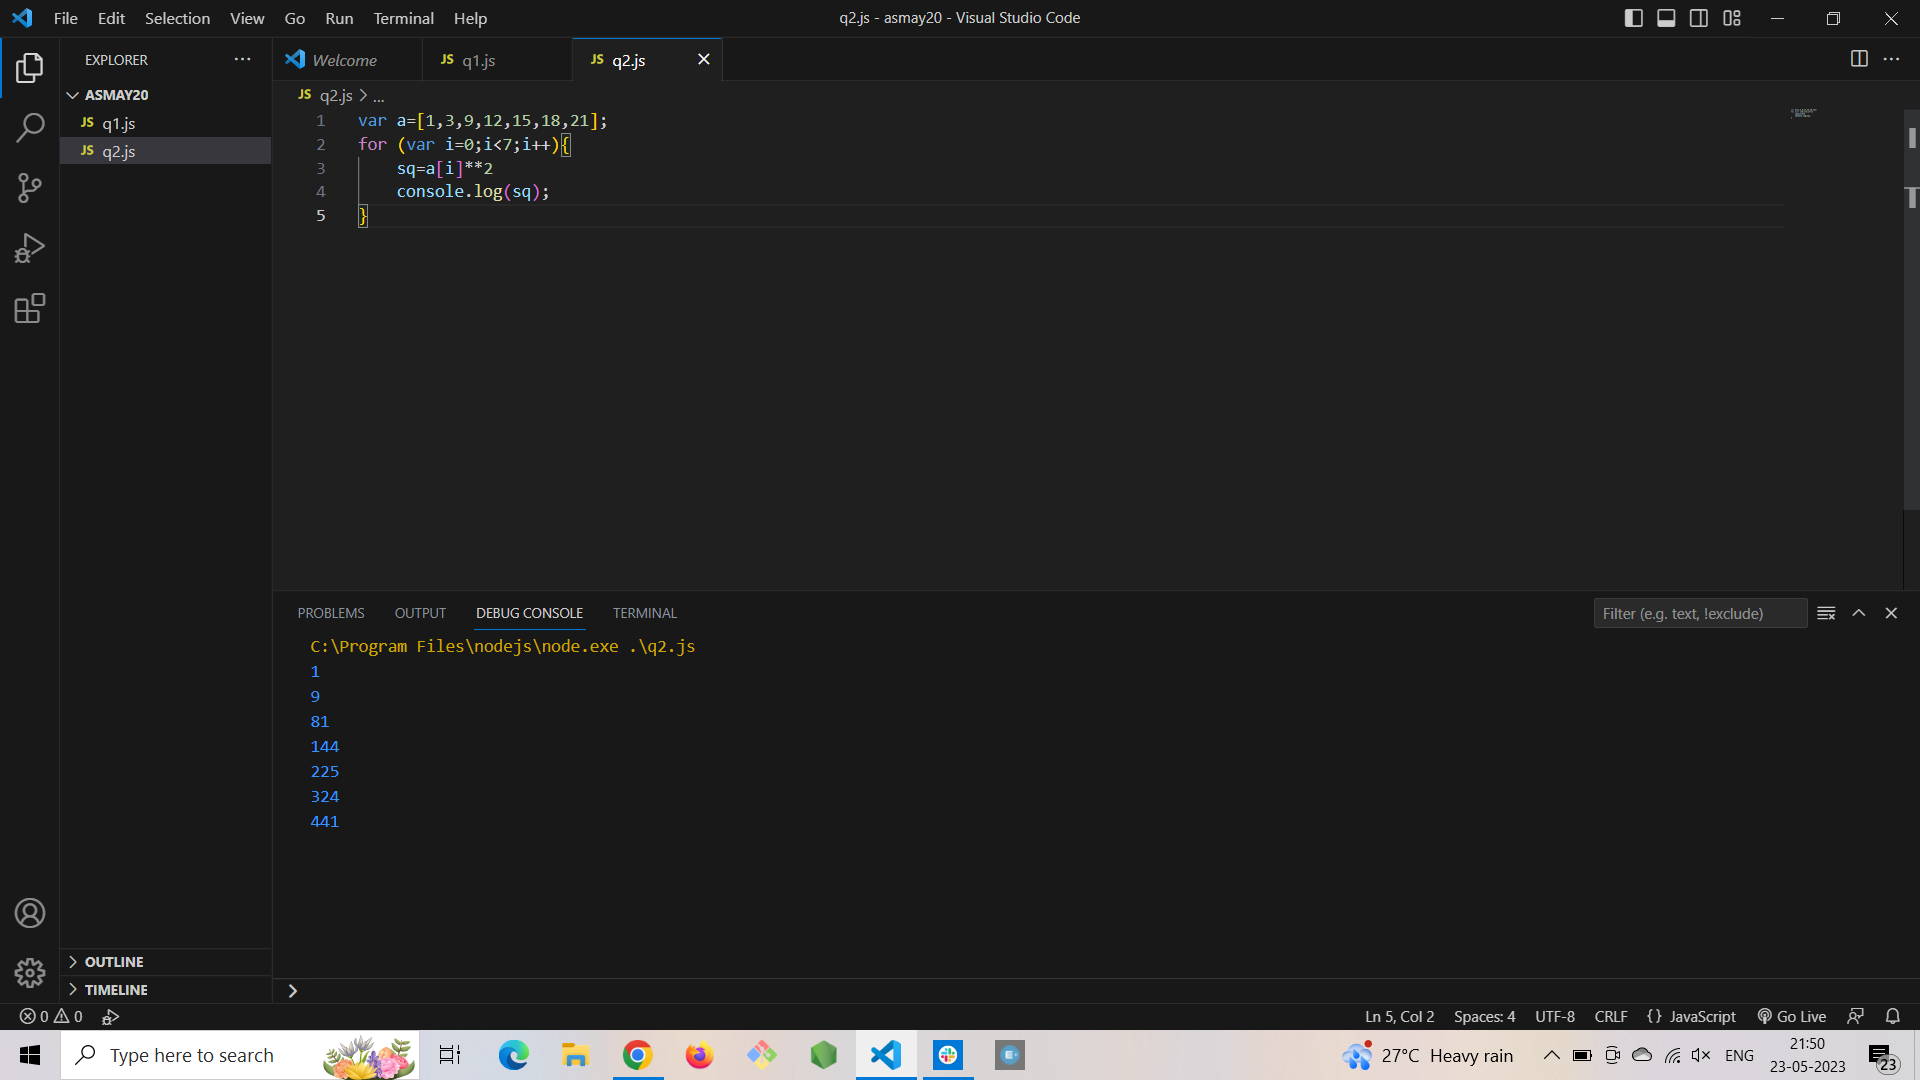 File Edit Selection View Go Run Terminal Help
q2.js - asmay20 - Visual Studio Code
EXPLORER
ASMAY20
JS q1.js
JS q2.js
OUTLINE
TIMELINE
Welcome
JS q1.js
JS q2.js
JS q2.js > ...
1 var a=[1,3,9,12,15,18,21];
2 for (var i=0;i<7;i++){
3 sq=a[i]**2
4 console.log(sq);
5 }
PROBLEMS OUTPUT DEBUG CONSOLE TERMINAL
Filter (e.g. text, !exclude)
C:\Program Files\nodejs\node.exe .\q2.js
1
9
81
144
225
324
441
0 0
Ln 5, Col 2 Spaces: 4 UTF-8 CRLF {} JavaScript Go Live
Type here to search
27°C Heavy rain
ENG
21:50
23-05-2023
23